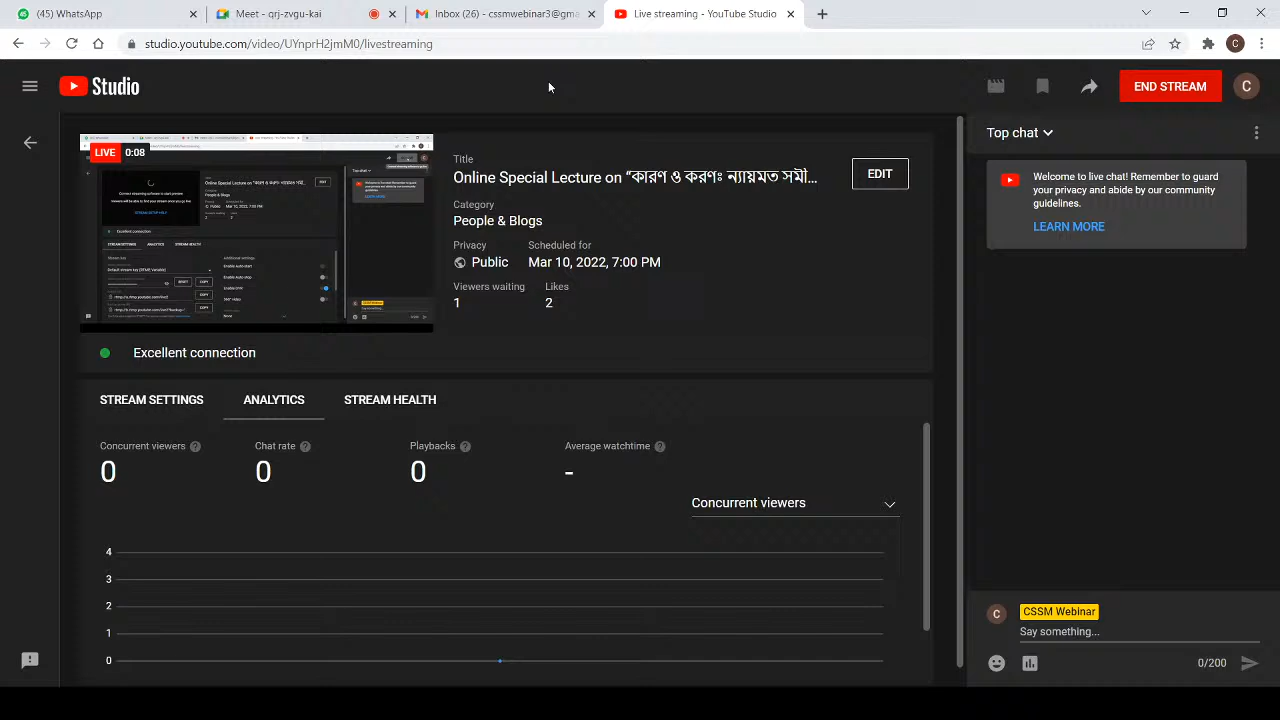 (45) WhatsApp
Meet - qrj-zvgu-kai
Inbox (26) - cssmwebinar3@gma
Live streaming - YouTube Studio
studio.youtube.com/video/UYnprH2jmM0/livestreaming
C
Studio
END STREAM
C
LIVE 0:08
Title
Online Special Lecture on “কারণ ও করণঃ ন্যায়মত সমী...
EDIT
Category
People & Blogs
Privacy
Scheduled for
Public
Mar 10, 2022, 7:00 PM
Viewers waiting
Likes
1
2
Excellent connection
STREAM SETTINGS
ANALYTICS
STREAM HEALTH
Concurrent viewers
Chat rate
Playbacks
Average watchtime
0
0
0
-
Concurrent viewers
4
3
2
1
0
Top chat
Welcome to live chat! Remember to guard
your privacy and abide by our community
guidelines.
LEARN MORE
C
CSSM Webinar
Say something...
0/200